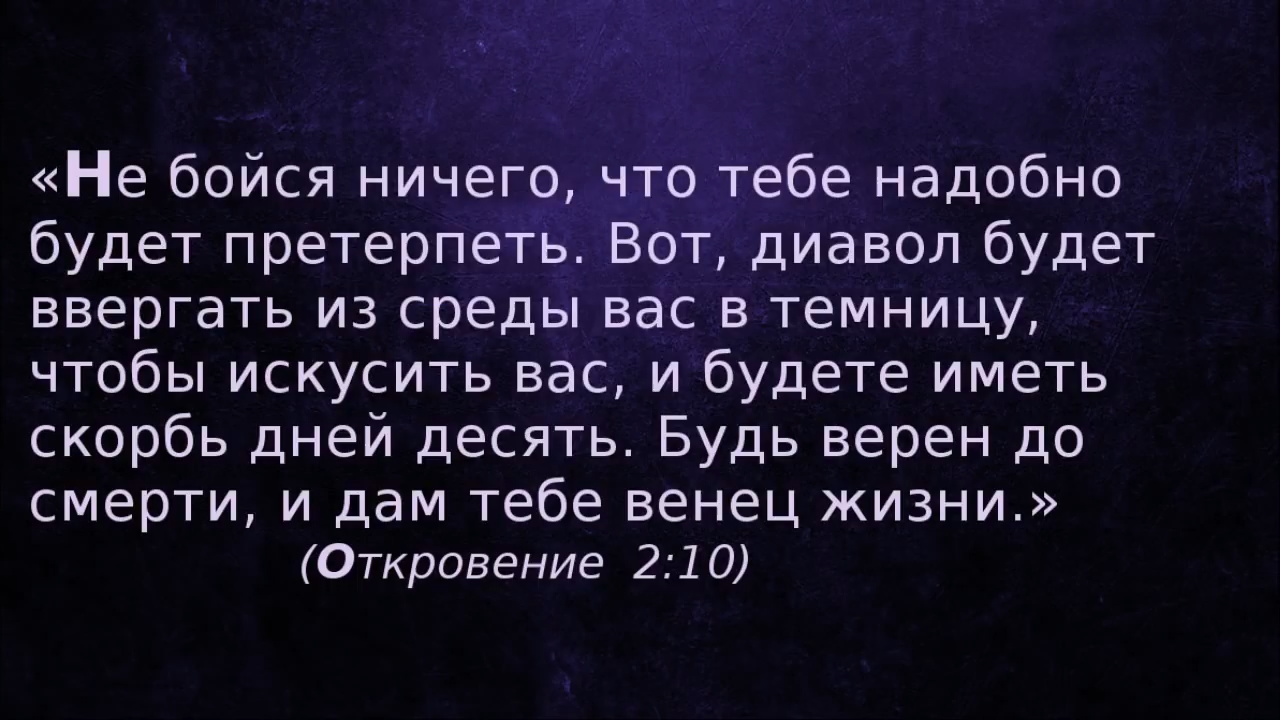 «Не бойся ничего, что тебе надобно
будет претерпеть. Вот, диавол будет
ввергать из среды вас в темницу,
чтобы искусить вас, и будете иметь
скорбь дней десять. Будь верен до
смерти, и дам тебе венец жизни.»
(Откровение 2:10)